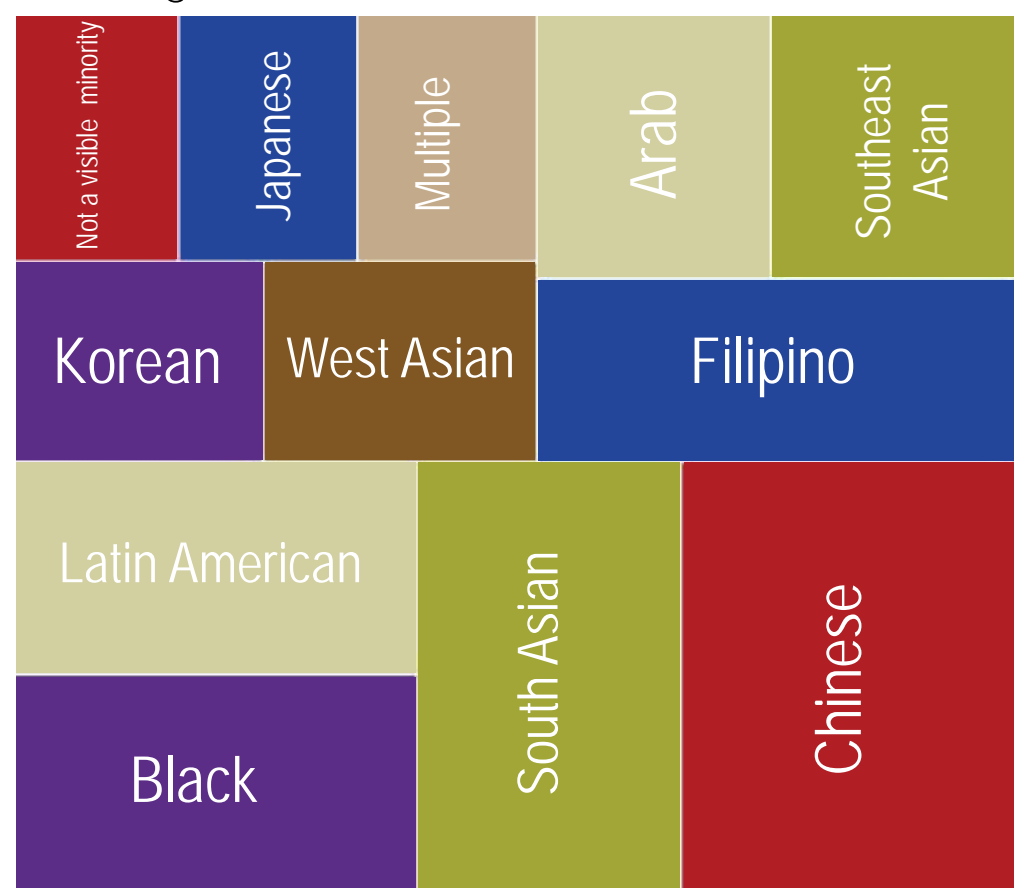 Not a visible minority
Japanese
Multiple
Arab
Southeast
Asian
Korean
West Asian
Filipino
Latin American
South Asian
Chinese
Black